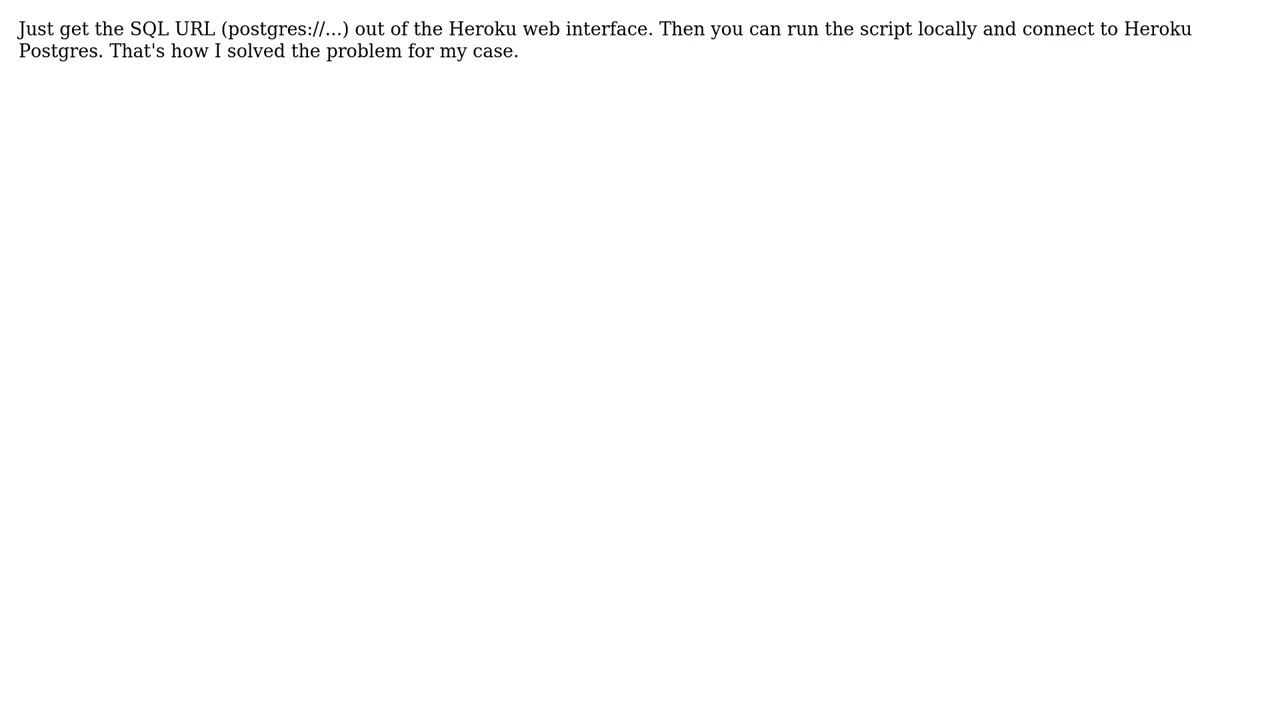 Just get the SQL URL (postgres://...) out of the Heroku web interface. Then you can run the script locally and connect to Heroku
Postgres. That's how I solved the problem for my case.